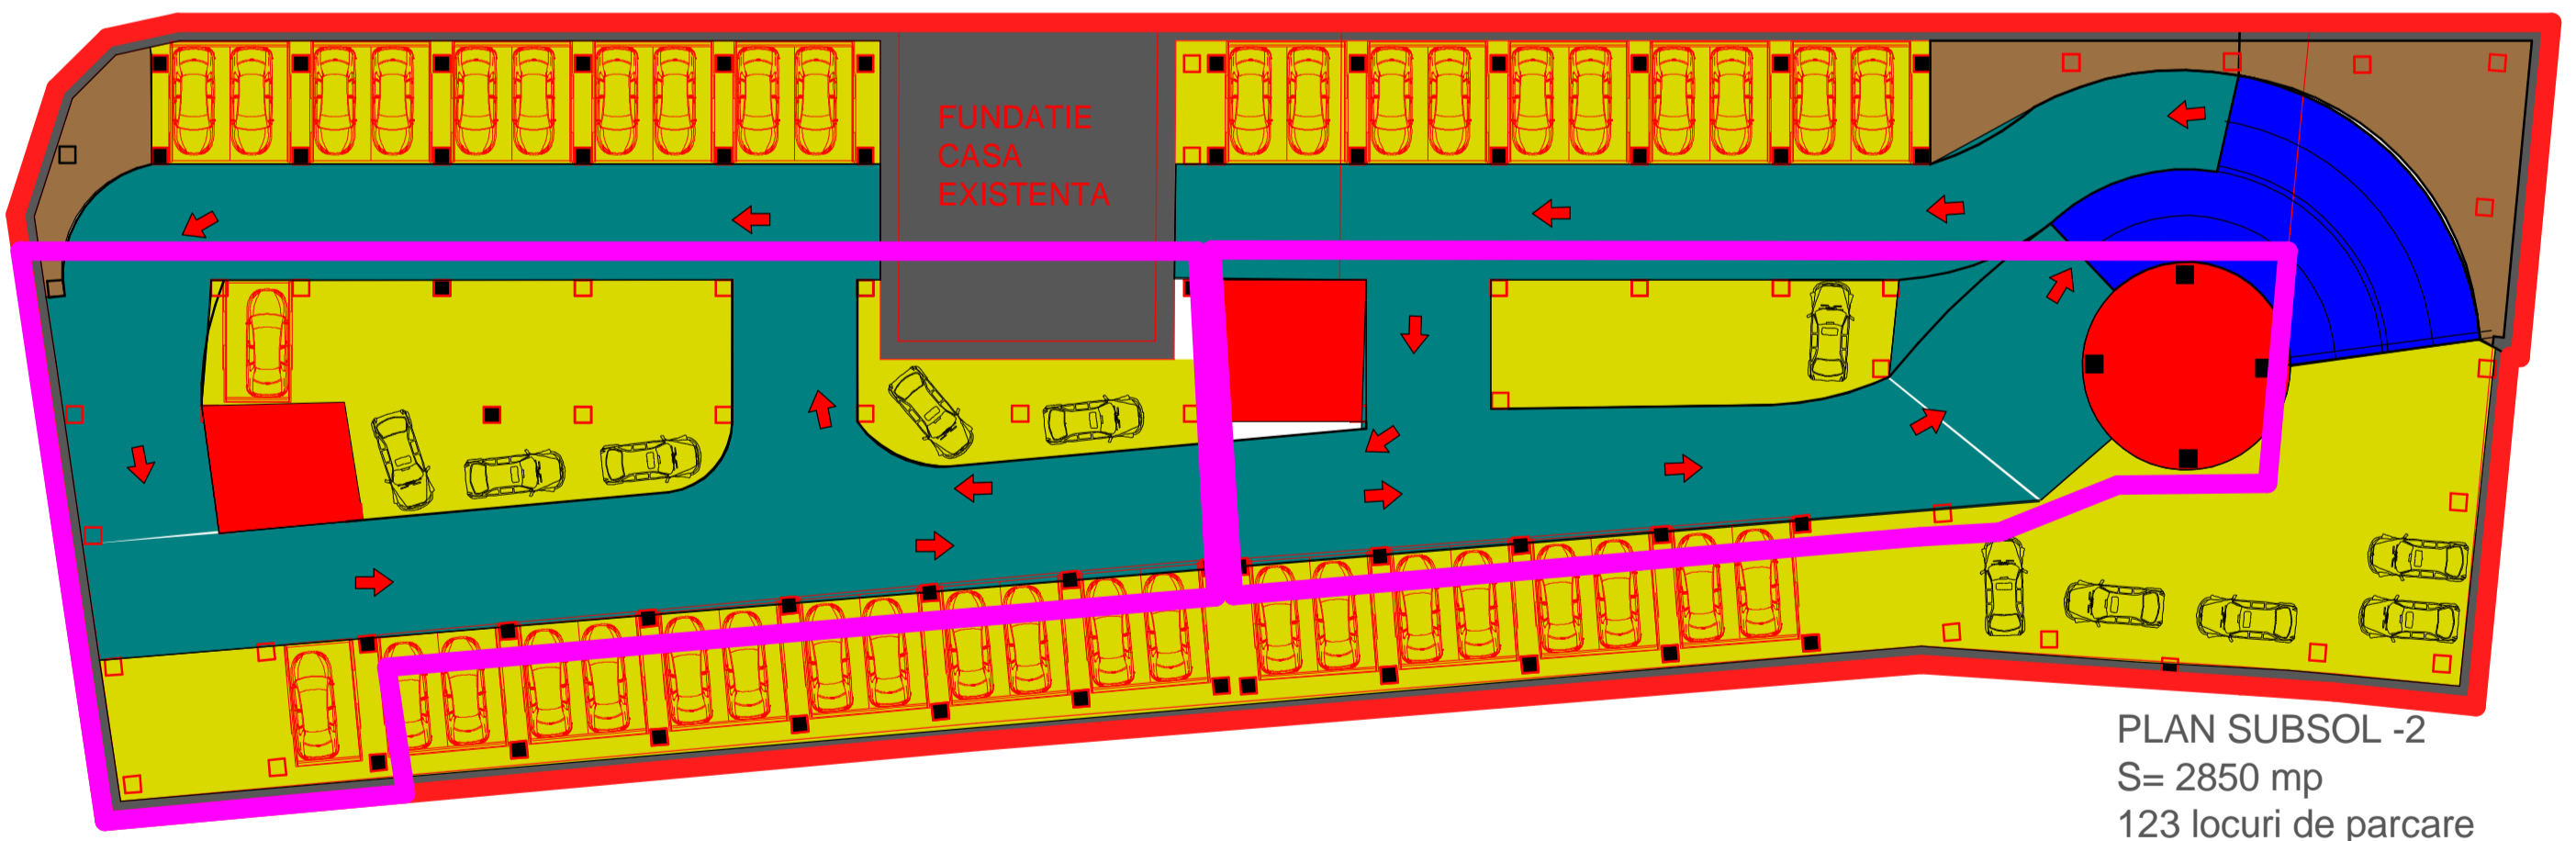 FUNDATIE
CASA
EXISTENTA
PLAN SUBSOL -2
S= 2850 mp
123 locuri de parcare